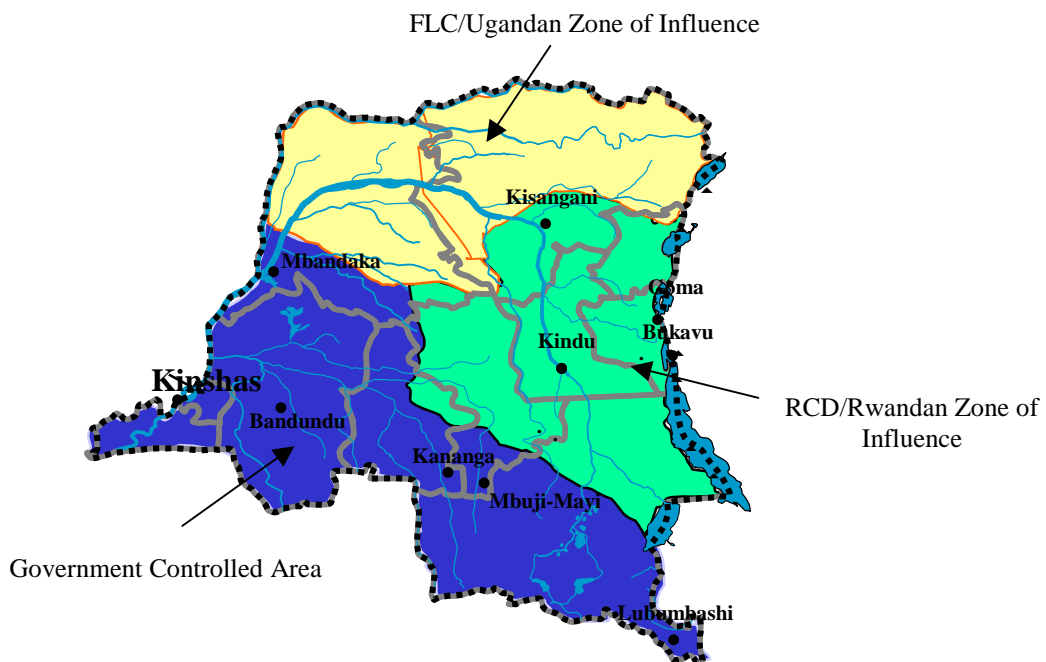 FLC/Ugandan Zone of Influence
Kisangani
Mbandaka
Goma
Bukavu
Kindu
Kinshas
RCD/Rwandan Zone of
Influence
Bandundu
Kananga
Mbuji-Mayi
Government Controlled Area
Lubumbashi